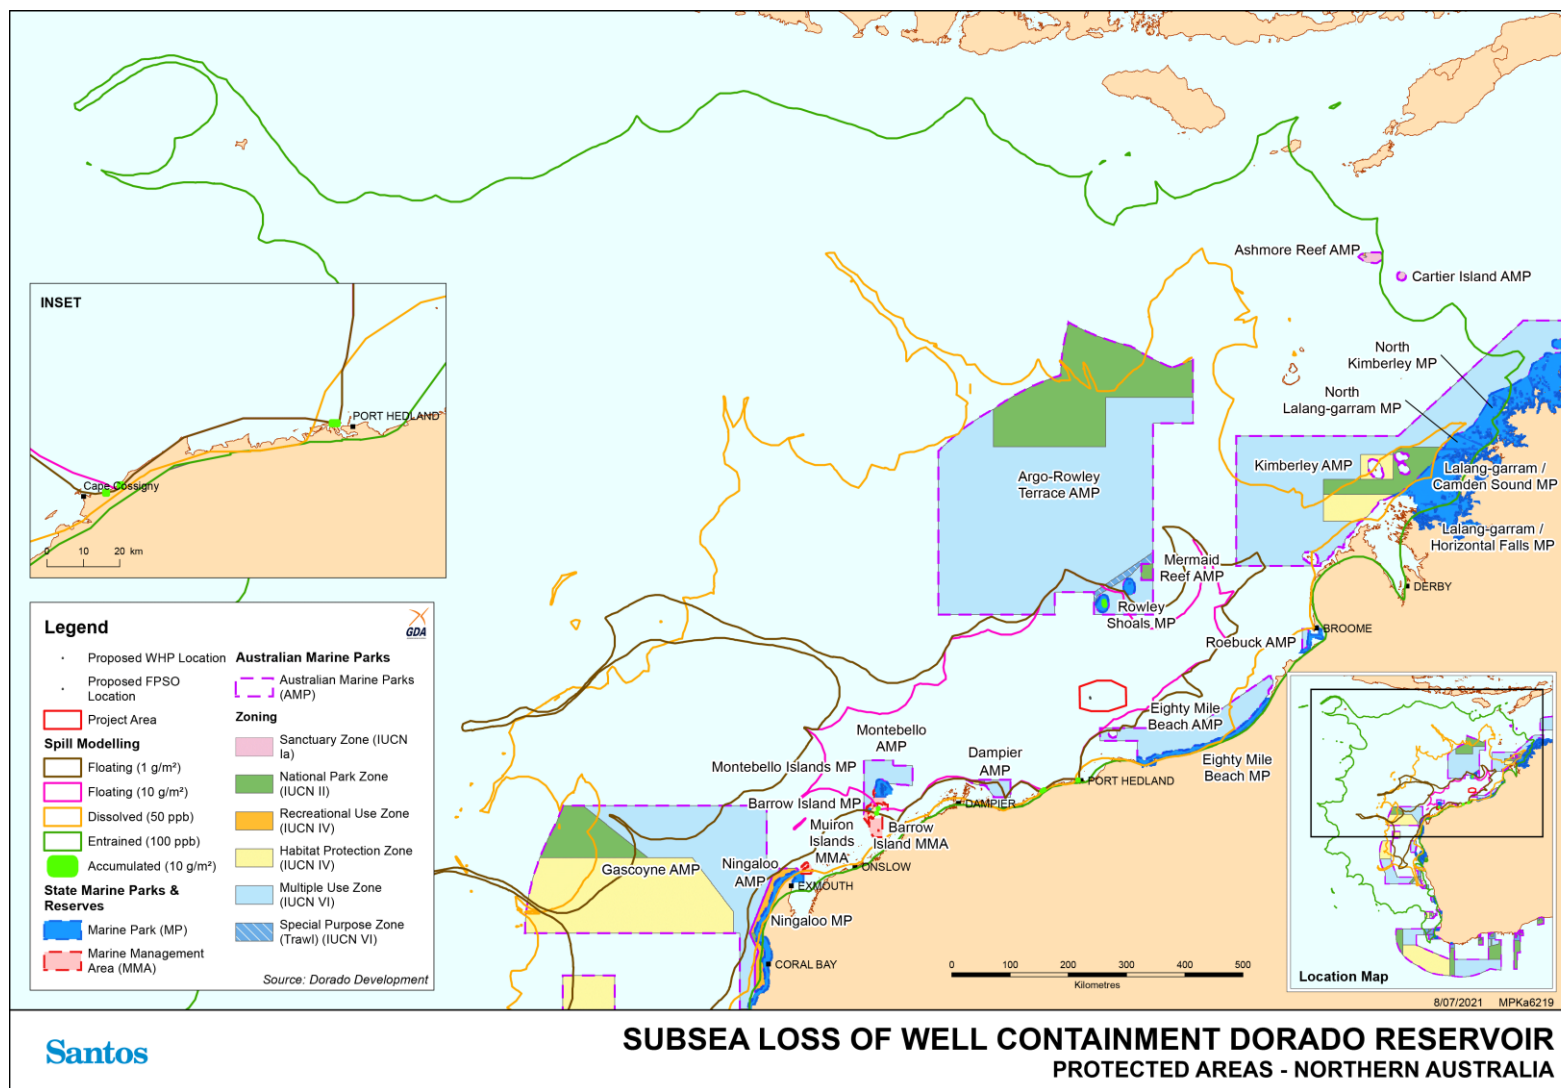 Ashmore Reef AMP
Cartier Island AMP
INSET
PORT HEDLAND
Cape Cossigny
0 10 20 km
North
Kimberley MP
North
Lalang-garram MP
Kimberley AMP
Argo-Rowley
Terrace AMP
Lalang-garram /
Camden Sound MP
Lalang-garram /
Horizontal Falls MP
Mermaid
Reef AMP
DERBY
Rowley
Shoals MP
BROOME
Roebuck AMP
Eighty Mile
Beach AMP
Montebello
AMP
Dampier
AMP
Montebello Islands MP
Eighty Mile
Beach MP
PORT HEDLAND
Barrow Island MP
DAMPIER
Muiron
Islands
MMA
Barrow
Island MMA
Gascoyne AMP
Ningaloo
AMP
ONSLOW
EXMOUTH
Ningaloo MP
CORAL BAY
0 100 200 300 400 500
Kilometres
Legend
GDA
Proposed WHP Location
Proposed FPSO
Location
Project Area
Spill Modelling
Floating (1 g/m²)
Floating (10 g/m²)
Dissolved (50 ppb)
Entrained (100 ppb)
Accumulated (10 g/m²)
State Marine Parks &
Reserves
Marine Park (MP)
Marine Management
Area (MMA)
Australian Marine Parks
Australian Marine Parks
(AMP)
Zoning
Sanctuary Zone (IUCN
Ia)
National Park Zone
(IUCN II)
Recreational Use Zone
(IUCN IV)
Habitat Protection Zone
(IUCN IV)
Multiple Use Zone
(IUCN VI)
Special Purpose Zone
(Trawl) (IUCN VI)
Source: Dorado Development
Location Map
8/07/2021 MPKa6219
Santos
SUBSEA LOSS OF WELL CONTAINMENT DORADO RESERVOIR
PROTECTED AREAS - NORTHERN AUSTRALIA